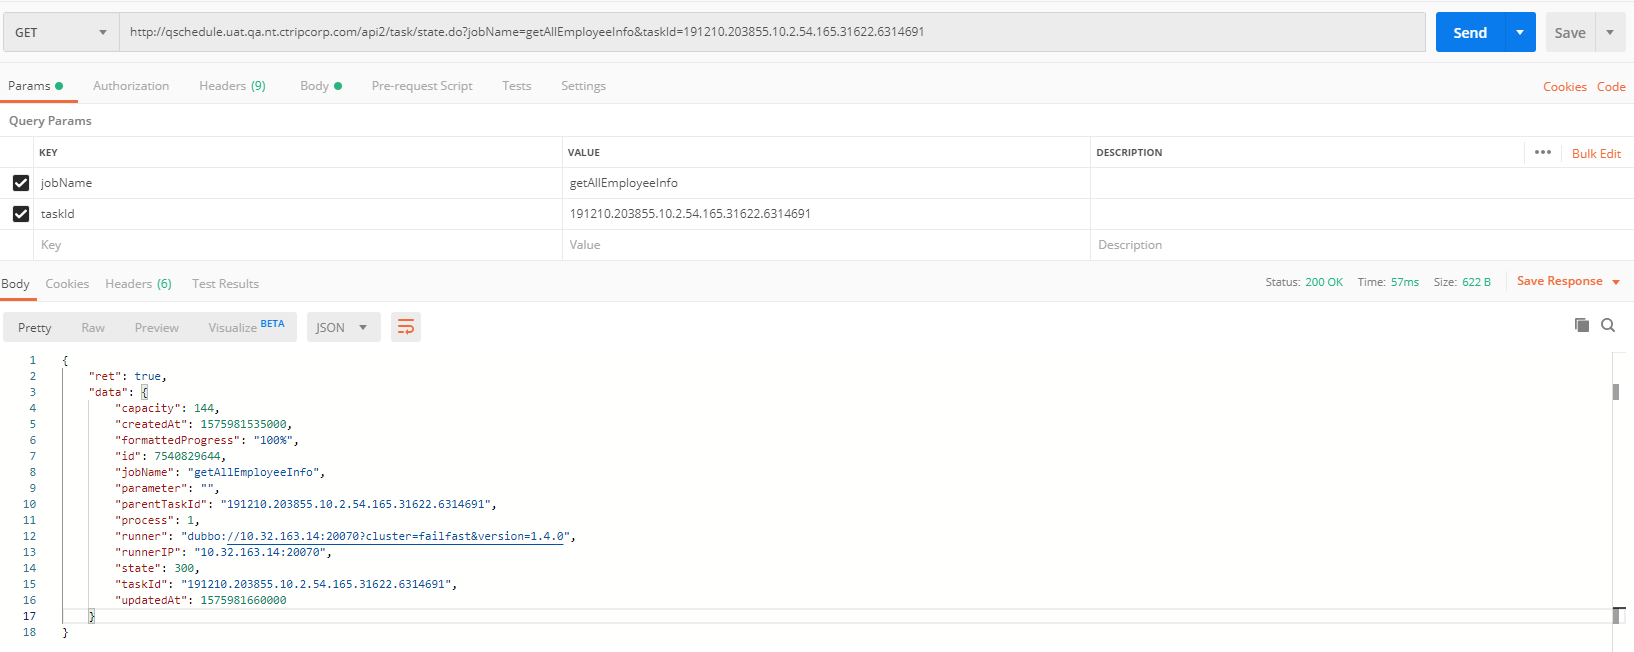 GET http://qschedule.uat.qa.nt.ctripcorp.com/api2/task/state.do?jobName=getAllEmployeeInfo&taskId=191210.203855.10.2.54.165.31622.6314691 Send Save
Params Authorization Headers (9) Body Pre-request Script Tests Settings Cookies Code
Query Params
KEY VALUE DESCRIPTION ••• Bulk Edit
jobName getAllEmployeeInfo
taskId 191210.203855.10.2.54.165.31622.6314691
Key Value Description
Body Cookies Headers (6) Test Results Status: 200 OK Time: 57ms Size: 622 B Save Response
Pretty Raw Preview Visualize BETA JSON
1 {
2 "ret": true,
3 "data": {
4 "capacity": 144,
5 "createdAt": 1575981535000,
6 "formattedProgress": "100%",
7 "id": 7540829644,
8 "jobName": "getAllEmployeeInfo",
9 "parameter": "",
10 "parentTaskId": "191210.203855.10.2.54.165.31622.6314691",
11 "process": 1,
12 "runner": "dubbo://10.32.163.14:20070?cluster=failfast&version=1.4.0",
13 "runnerIP": "10.32.163.14:20070",
14 "state": 300,
15 "taskId": "191210.203855.10.2.54.165.31622.6314691",
16 "updatedAt": 1575981660000
17 }
18 }